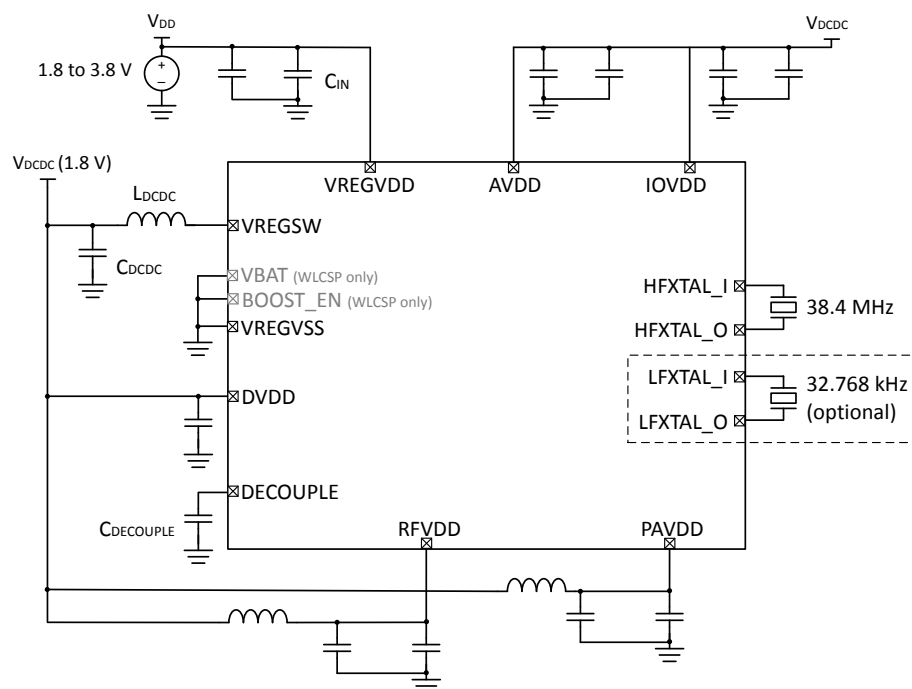 VDD
VDCDC
1.8 to 3.8 V
+
–
CIN
VDCDC (1.8 V)
VREGVDD
AVDD
IOVDD
LDCDC
VREGSW
CDCDC
VBAT (WLCSP only)
BOOST_EN (WLCSP only)
VREGVSS
HFXTAL_I
38.4 MHz
HFXTAL_O
LFXTAL_I
32.768 kHz
(optional)
LFXTAL_O
DVDD
DECOUPLE
CDECOUPLE
RFVDD
PAVDD